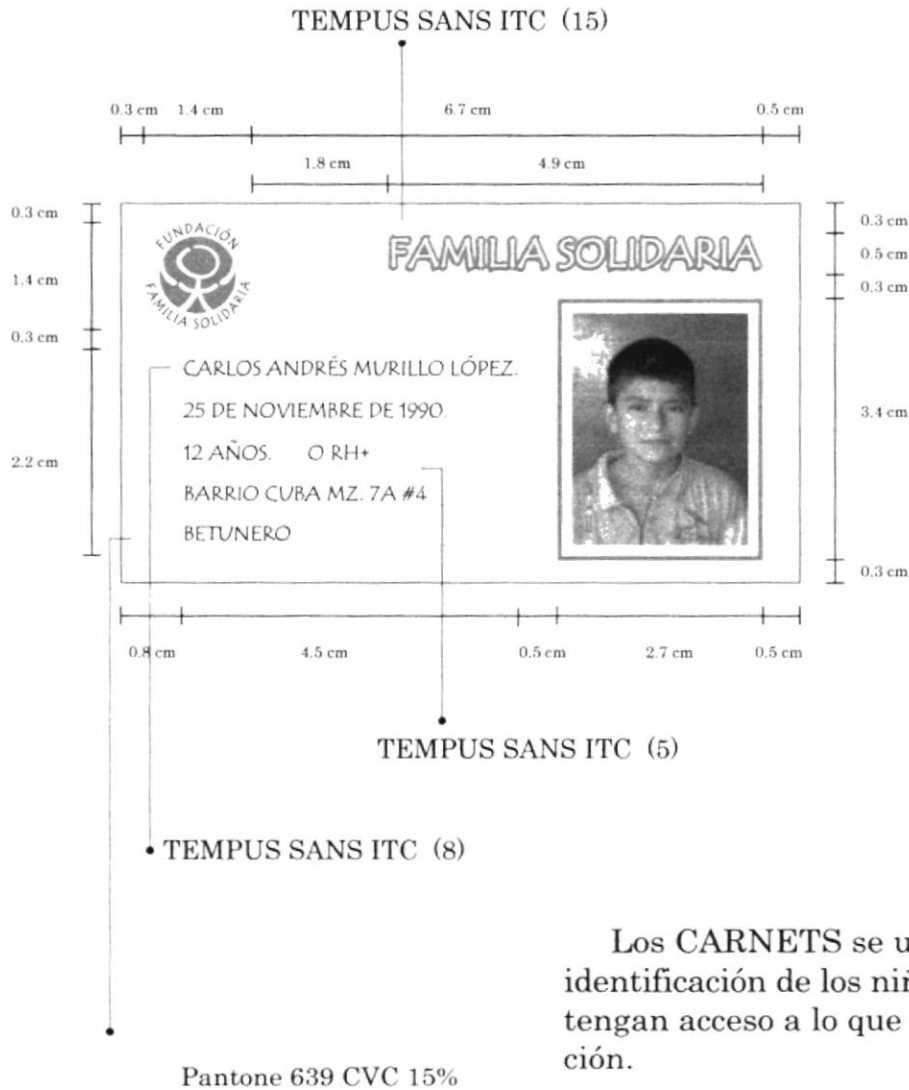 TEMPUS SANS ITC (15)
0.3 cm 1.4 cm 6.7 cm 0.5 cm
1.8 cm 4.9 cm
0.3 cm
1.4 cm
0.3 cm
2.2 cm
FUNDACIÓN
FAMILIA SOLIDARIA
FAMILIA SOLIDARIA
CARLOS ANDRÉS MURILLO LÓPEZ.
25 DE NOVIEMBRE DE 1990.
12 AÑOS. O RH+
BARRIO CUBA MZ. 7A #4
BETUNERO
0.3 cm
0.5 cm
0.3 cm
3.4 cm
0.3 cm
0.8 cm 4.5 cm 0.5 cm 2.7 cm 0.5 cm
TEMPUS SANS ITC (5)
TEMPUS SANS ITC (8)
Los CARNETS se
identificación de los
tengan acceso a lo que
ción.
Pantone 639 CVC 15%